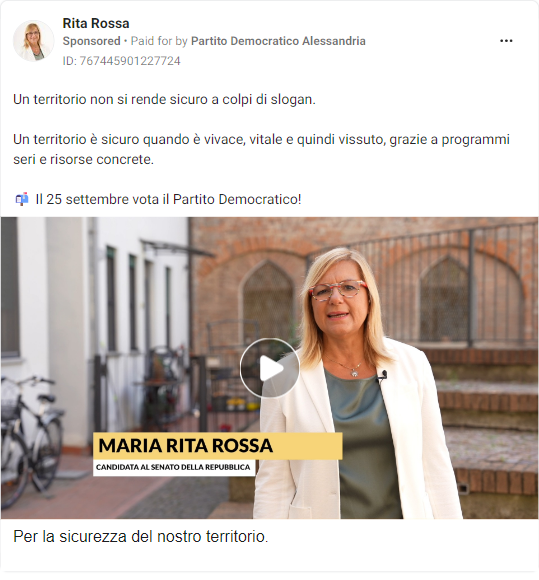 Rita Rossa
Sponsored • Paid for by Partito Democratico Alessandria
ID: 767445901227724
Un territorio non si rende sicuro a colpi di slogan.
Un territorio è sicuro quando è vivace, vitale e quindi vissuto, grazie a programmi
seri e risorse concrete.
📬 Il 25 settembre vota il Partito Democratico!
MARIA RITA ROSSA
CANDIDATA AL SENATO DELLA REPUBBLICA
Per la sicurezza del nostro territorio.